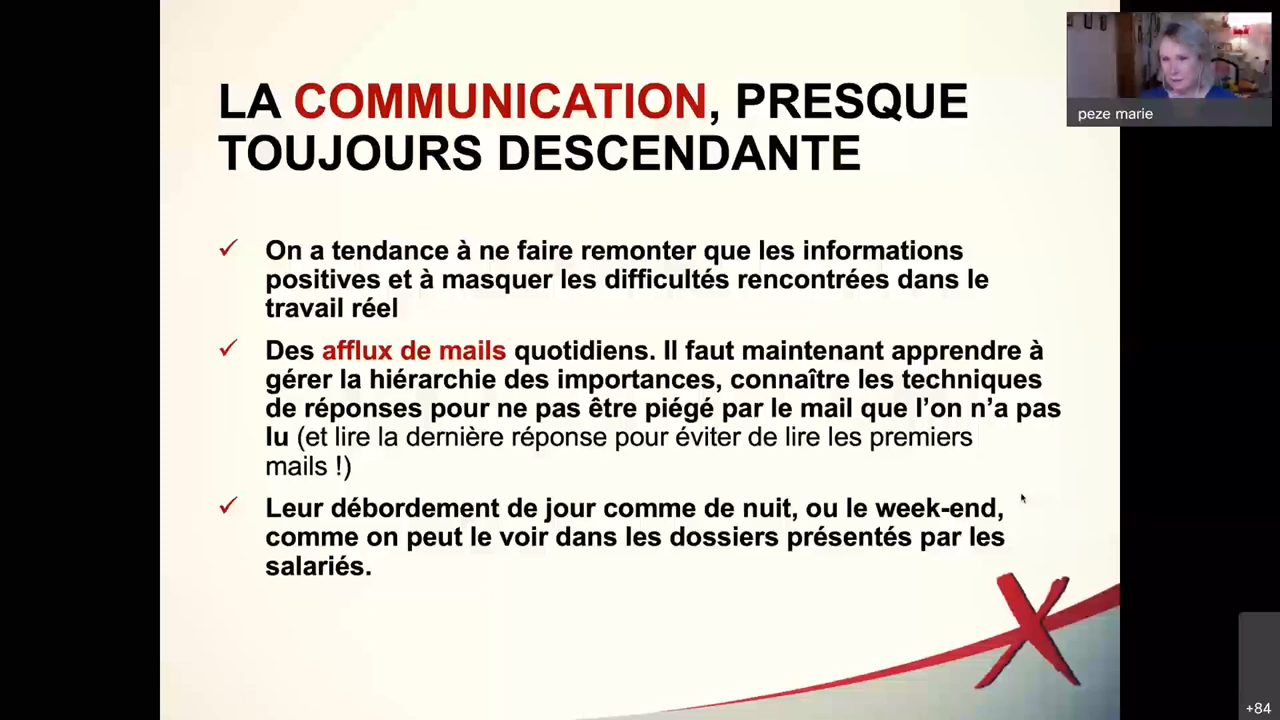 LA COMMUNICATION, PRESQUE
TOUJOURS DESCENDANTE
peze marie
✓ On a tendance à ne faire remonter que les informations
positives et à masquer les difficultés rencontrées dans le
travail réel
✓ Des afflux de mails quotidiens. Il faut maintenant apprendre à
gérer la hiérarchie des importances, connaître les techniques
de réponses pour ne pas être piégé par le mail que l’on n’a pas
lu (et lire la dernière réponse pour éviter de lire les premiers
mails !)
✓ Leur débordement de jour comme de nuit, ou le week-end,
comme on peut le voir dans les dossiers présentés par les
salariés.
+84